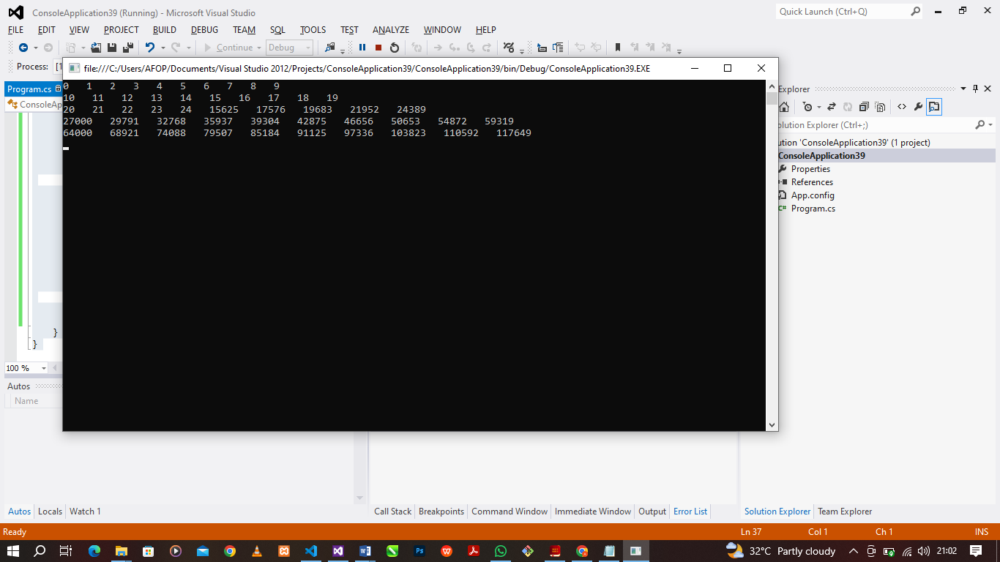 ConsoleApplication39 (Running) - Microsoft Visual Studio
Quick Launch (Ctrl+Q)
FILE EDIT VIEW PROJECT BUILD DEBUG TEAM SQL TOOLS TEST ANALYZE WINDOW HELP
Continue Debug
Process: [1
file:///C:/Users/AFOP/Documents/Visual Studio 2012/Projects/ConsoleApplication39/ConsoleApplication39/bin/Debug/ConsoleApplication39.EXE
0 1 2 3 4 5 6 7 8 9
10 11 12 13 14 15 16 17 18 19
20 21 22 23 24 15625 17576 19683 21952 24389
27000 29791 32768 35937 39304 42875 46656 50653 54872 59319
64000 68921 74088 79507 85184 91125 97336 103823 110592 117649
Program.cs
ConsoleAp
}
}
100 %
Autos
Name
Explorer
olution Explorer (Ctrl+;)
ution 'ConsoleApplication39' (1 project)
ConsoleApplication39
Properties
References
App.config
C# Program.cs
Autos Locals Watch 1
Call Stack Breakpoints Command Window Immediate Window Output Error List
Solution Explorer Team Explorer
Ready Ln 37 Col 1 Ch 1 INS
32°C Partly cloudy 21:02